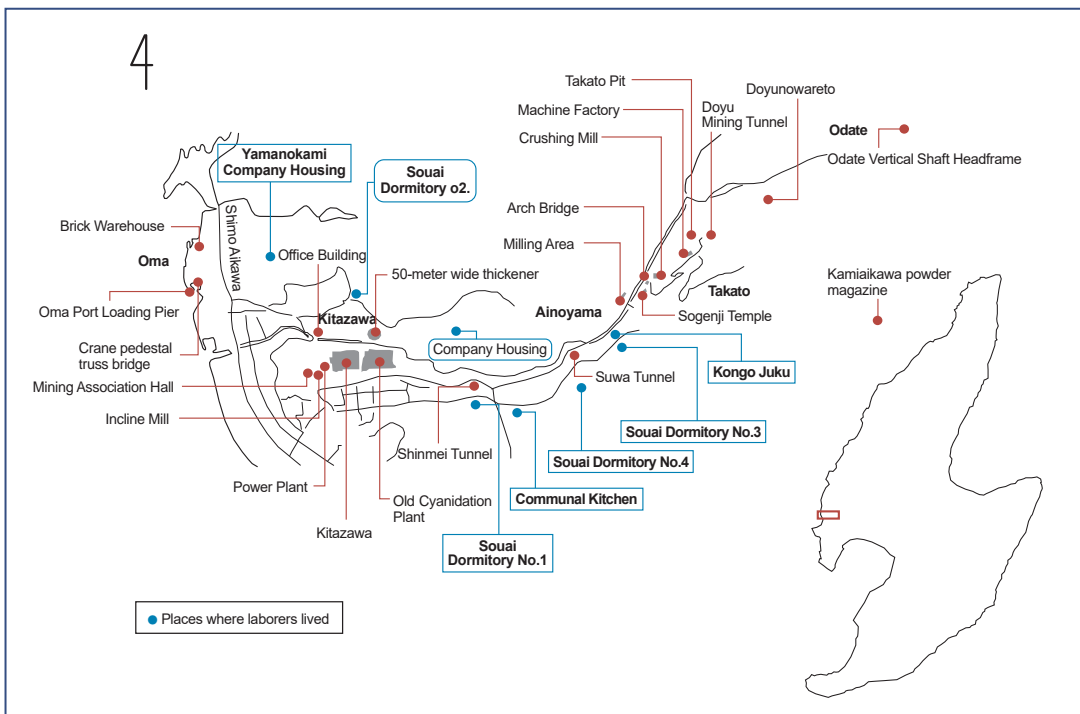 4
Takato Pit
Doyunowareto
Machine Factory
Doyu
Mining Tunnel
Crushing Mill
Odate
Odate Vertical Shaft Headframe
Yamanokami
Company Housing
Souai
Dormitory o2.
Shimo Aikawa
Brick Warehouse
Office Building
Arch Bridge
Milling Area
Oma
50-meter wide thickener
Kamiaikawa powder
magazine
Takato
Oma Port Loading Pier
Kitazawa
Ainoyama
Sogenji Temple
Crane pedestal
truss bridge
Company Housing
Kongo Juku
Mining Association Hall
Suwa Tunnel
Incline Mill
Souai Dormitory No.3
Shinmei Tunnel
Souai Dormitory No.4
Power Plant
Old Cyanidation
Plant
Communal Kitchen
Kitazawa
Souai
Dormitory No.1
Places where laborers lived